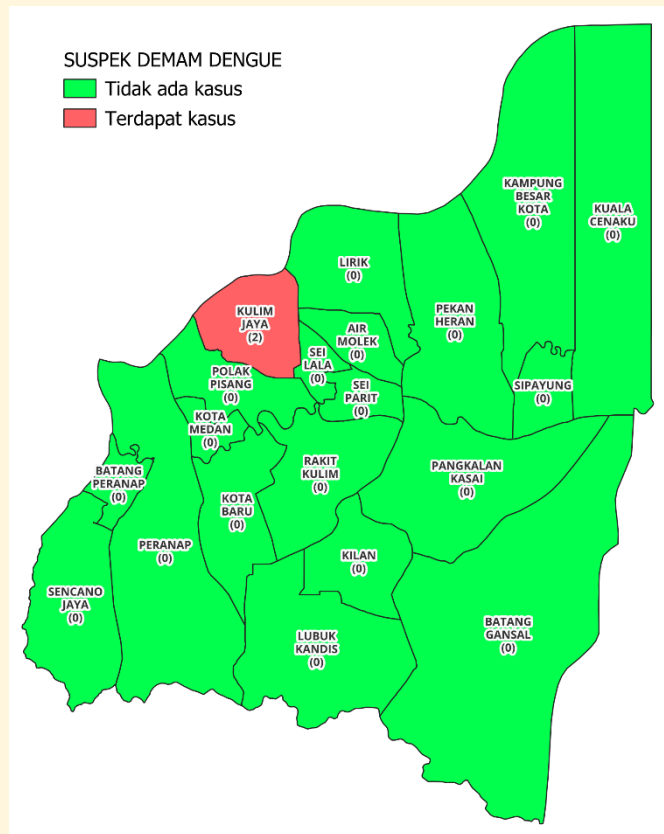 SUSPEK DEMAM DENGUE
Tidak ada kasus
Terdapat kasus
KAMPUNG
BESAR
KOTA
(0)
KUALA
CENAKU
(0)
LIRIK
(0)
KULIM
JAYA
(2)
PEKAN
HERAN
(0)
AIR
MOLEK
(0)
SEI
LALA
(0)
POLAK
PISANG
(0)
SEI
PARIT
(0)
SIPAYUNG
(0)
KOTA
MEDAN
(0)
BATANG
PERANAP
(0)
RAKIT
KULIM
(0)
PANGKALAN
KASAI
(0)
KOTA
BARU
(0)
PERANAP
(0)
KILAN
(0)
SENCANO
JAYA
(0)
LUBUK
KANDIS
(0)
BATANG
GANSAL
(0)